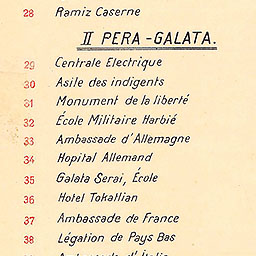 28 Ramiz Caserne
II PERA-GALATA.
29 Centrale Electrique
30 Asile des indigents
31 Monument de la liberté
32 École Militaire Harbié
33 Ambassade d'Allemagne
34 Hopital Allemand
35 Galata Serai, École
36 Hotel Tokatlian
37 Ambassade de France
38 Légation de Pays Bas